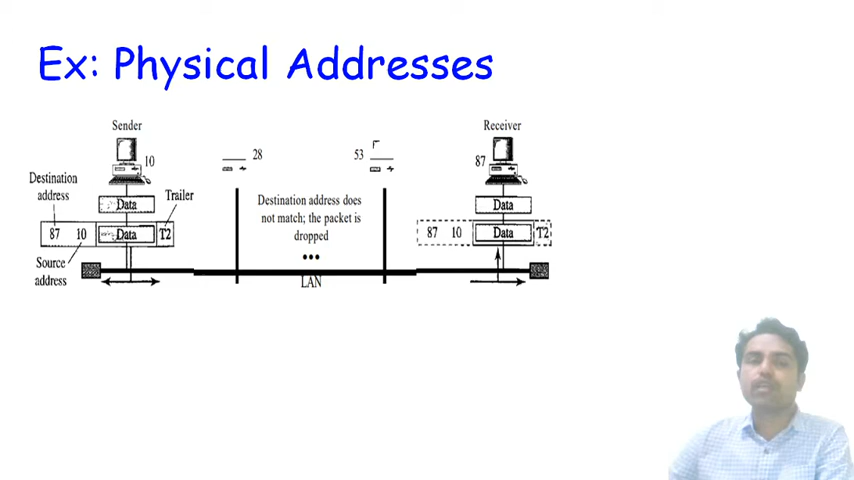 Ex: Physical Addresses
Sender
Receiver
10
28
53
87
Destination
address
Trailer
Data
Destination address does
not match; the packet is
dropped
Data
87 10 Data T2
87 10 Data T2
Source
address
LAN